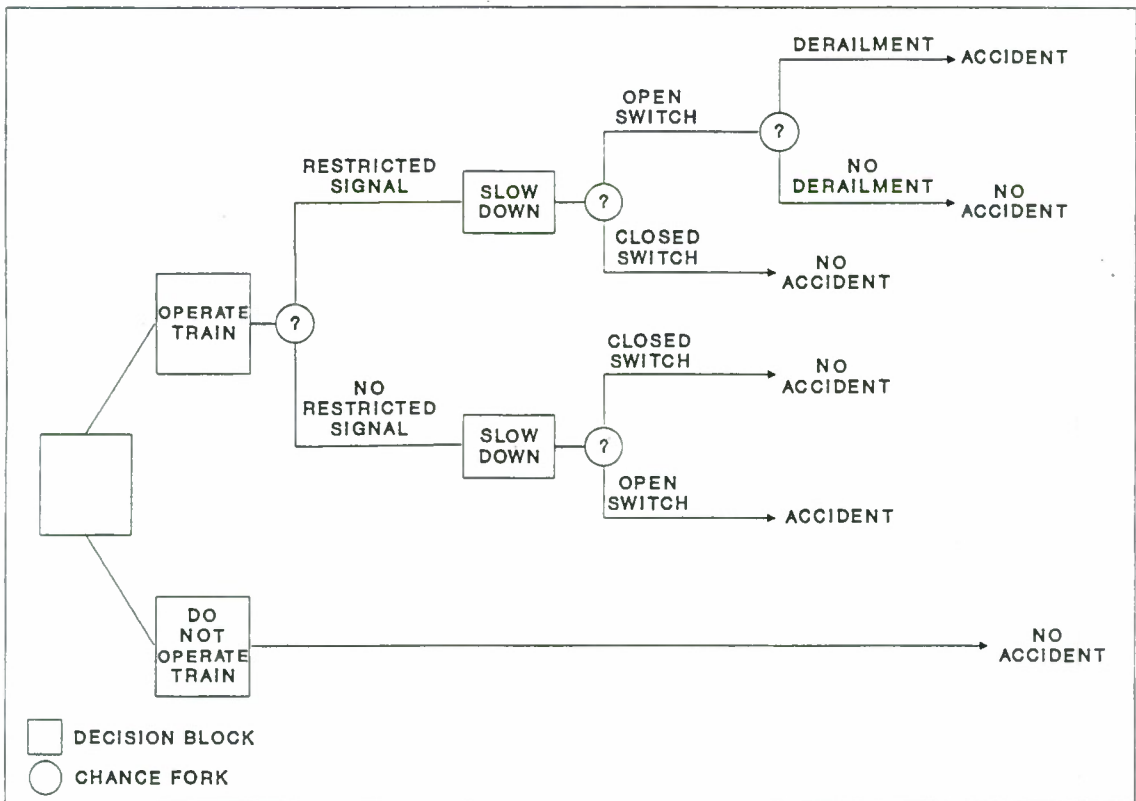 DERAILMENT
ACCIDENT
OPEN
SWITCH
?
RESTRICTED
SIGNAL
SLOW
DOWN
?
NO
DERAILMENT
NO
ACCIDENT
CLOSED
SWITCH
NO
ACCIDENT
OPERATE
TRAIN
?
CLOSED
SWITCH
NO
ACCIDENT
NO
RESTRICTED
SIGNAL
SLOW
DOWN
?
OPEN
SWITCH
ACCIDENT
DO
NOT
OPERATE
TRAIN
NO
ACCIDENT
DECISION BLOCK
CHANCE FORK